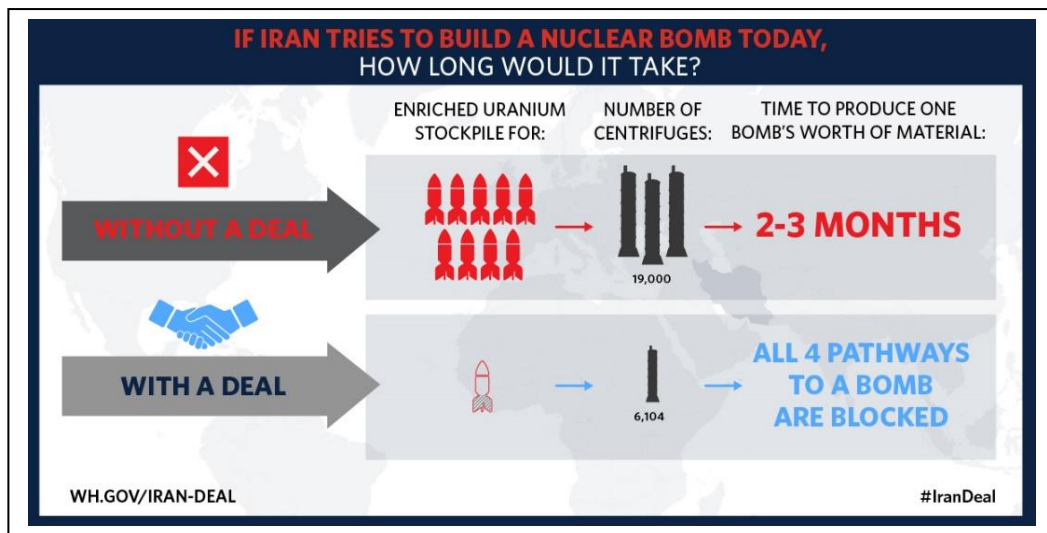 IF IRAN TRIES TO BUILD A NUCLEAR BOMB TODAY,
HOW LONG WOULD IT TAKE?
ENRICHED URANIUM
STOCKPILE FOR:
NUMBER OF
CENTRIFUGES:
TIME TO PRODUCE ONE
BOMB'S WORTH OF MATERIAL:
WITHOUT A DEAL
19,000
2-3 MONTHS
WITH A DEAL
6,104
ALL 4 PATHWAYS
TO A BOMB
ARE BLOCKED
WH.GOV/IRAN-DEAL
#IranDeal